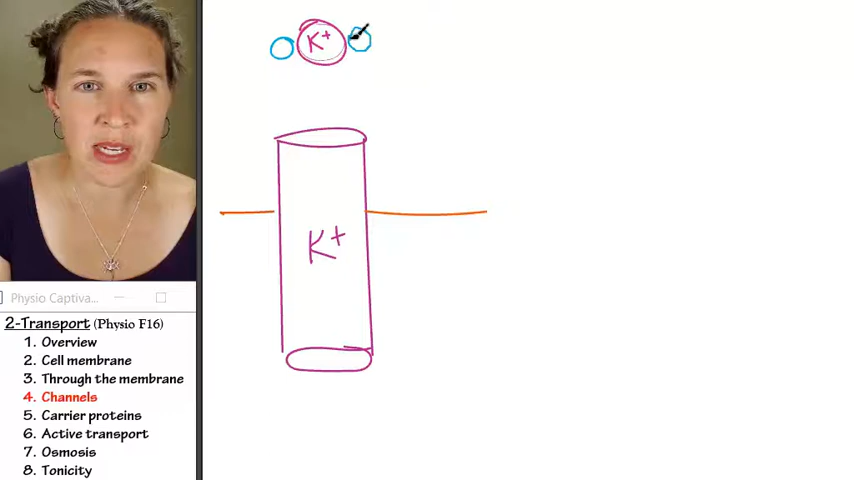 K+
K+
Physio Captiva...
2-Transport (Physio F16)
1. Overview
2. Cell membrane
3. Through the membrane
4. Channels
5. Carrier proteins
6. Active transport
7. Osmosis
8. Tonicity